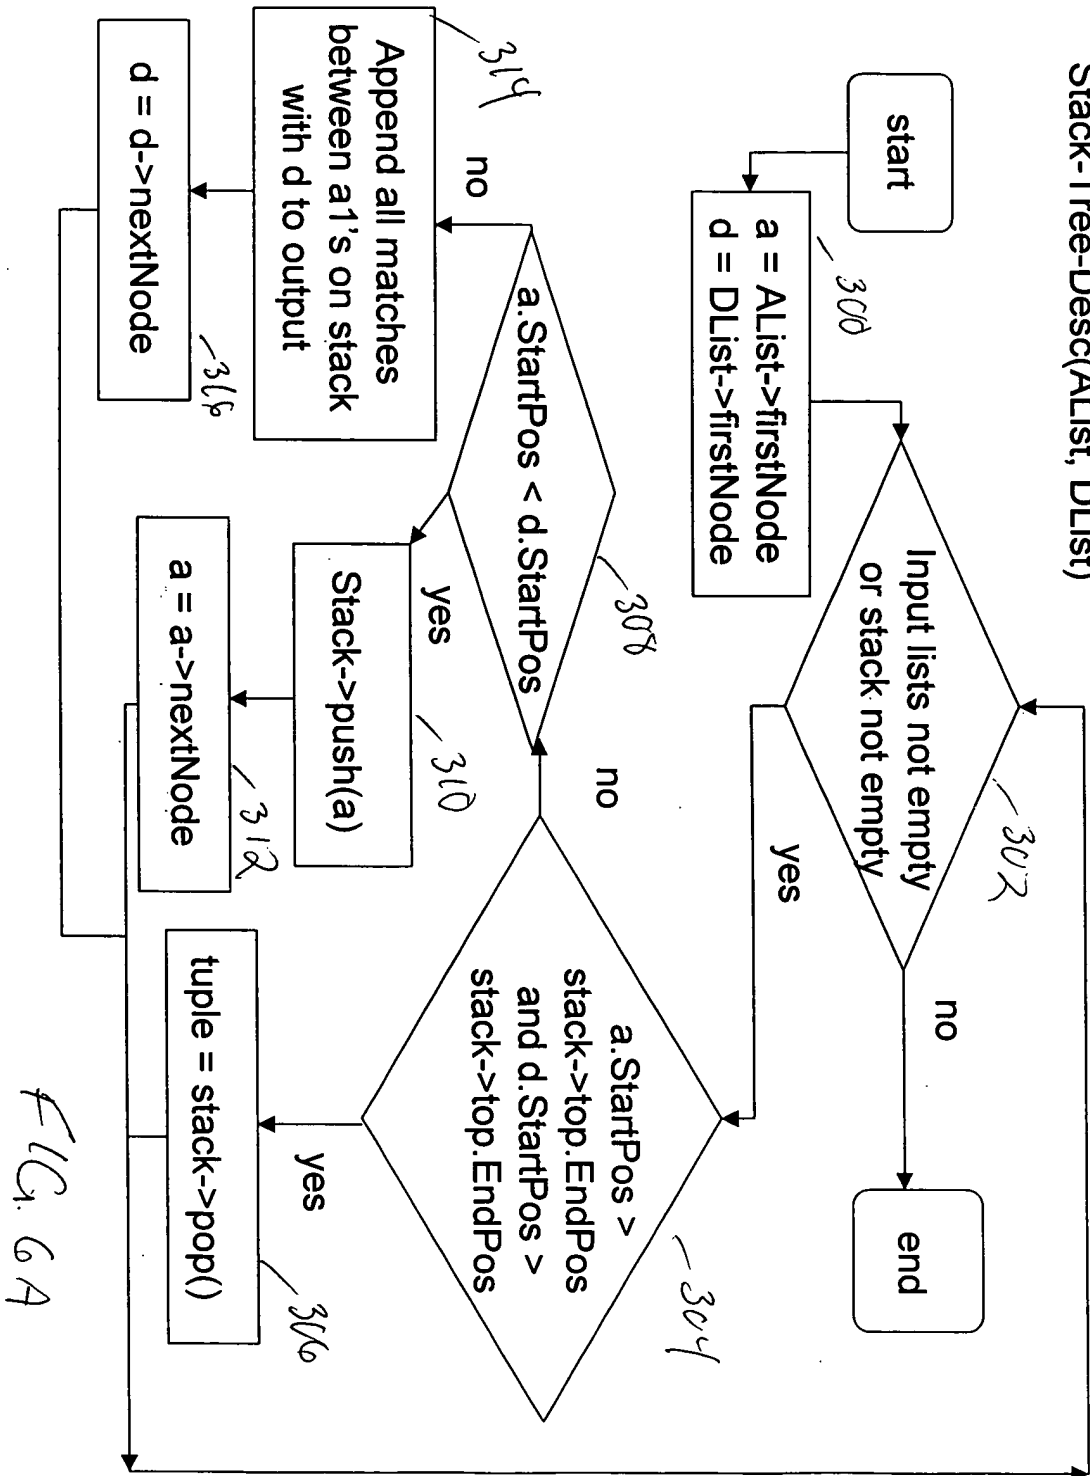 Stack-Tree-Desc(AList, DList)
start
300
a = AList->firstNode
d = DList->firstNode
Input lists not empty
or stack not empty
302
no
end
yes
a.StartPos >
stack->top.EndPos
and d.StartPos >
stack->top.EndPos
304
yes
tuple = stack->pop()
306
no
a.StartPos < d.StartPos
308
yes
Stack->push(a)
310
a = a->nextNode
312
no
314
Append all matches
between a1's on stack
with d to output
d = d->nextNode
316
FIG. 6A